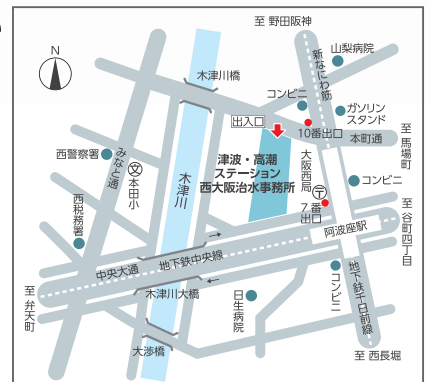 至 野田阪神
N
新なにわ筋
山梨病院
木津川橋
コンビニ
ガソリン
スタンド
出入口
10番出口
本町通
至 馬場町
西警察署
みなと通
文
本田小
木津川
津波・高潮
ステーション
西大阪治水事務所
大阪西局
〒
コンビニ
西税務署
7番
出口
阿波座駅
至 谷町四丁目
→
中央大通
地下鉄中央線
←
木津川大橋
日生病院
コンビニ
地下鉄千日前線
至 弁天町
大渉橋
至 西長堀